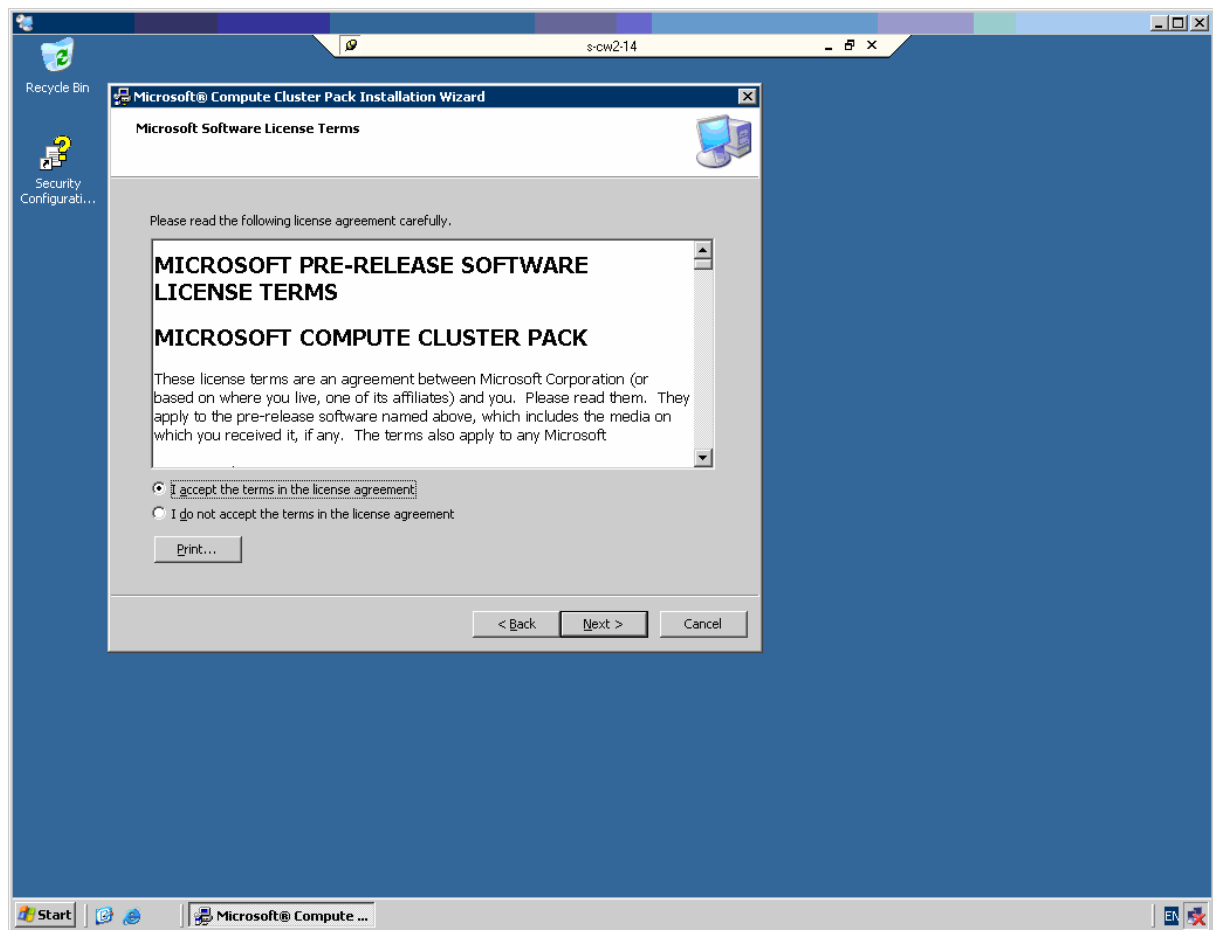 s-cw2-14
Recycle Bin
Security
Configurati...
Microsoft® Compute Cluster Pack Installation Wizard
Microsoft Software License Terms
Please read the following license agreement carefully.
MICROSOFT PRE-RELEASE SOFTWARE
LICENSE TERMS
MICROSOFT COMPUTE CLUSTER PACK
These license terms are an agreement between Microsoft Corporation (or
based on where you live, one of its affiliates) and you.  Please read them.  They
apply to the pre-release software named above, which includes the media on
which you received it, if any.  The terms also apply to any Microsoft
I accept the terms in the license agreement
I do not accept the terms in the license agreement
Print...
< Back
Next >
Cancel
Start
Microsoft® Compute ...
EN